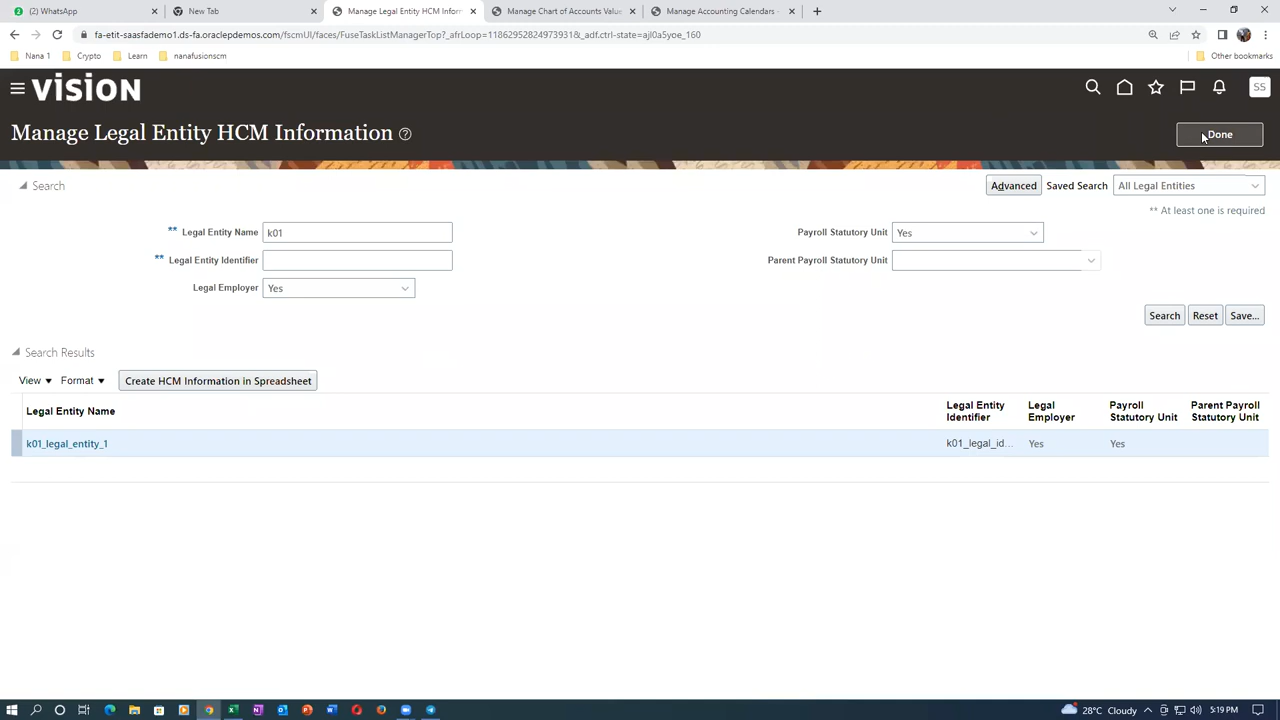 2 WhatsApp
New Tab
Manage Legal Entity HCM Inform
Manage Chart of Accounts Value
Manage Accounting Calendars -
fa-etit-saasfademo1.ds-fa.oraclepdemos.com/fscmUI/faces/FuseTaskListManagerTop?_afrLoop=11862952824973931&_adf.ctrl-state=ajl0a5yoe_160
Nana 1
Crypto
Learn
nanafusionscm
Other bookmarks
VISION
SS
Manage Legal Entity HCM Information
Done
Search
Advanced Saved Search All Legal Entities
** At least one is required
** Legal Entity Name k01
Payroll Statutory Unit Yes
** Legal Entity Identifier
Parent Payroll Statutory Unit
Legal Employer Yes
Search Reset Save...
Search Results
View Format Create HCM Information in Spreadsheet
Legal Entity Name
Legal Entity Identifier
Legal Employer
Payroll Statutory Unit
Parent Payroll Statutory Unit
k01_legal_entity_1 k01_legal_id... Yes Yes
28°C Cloudy 5:19 PM